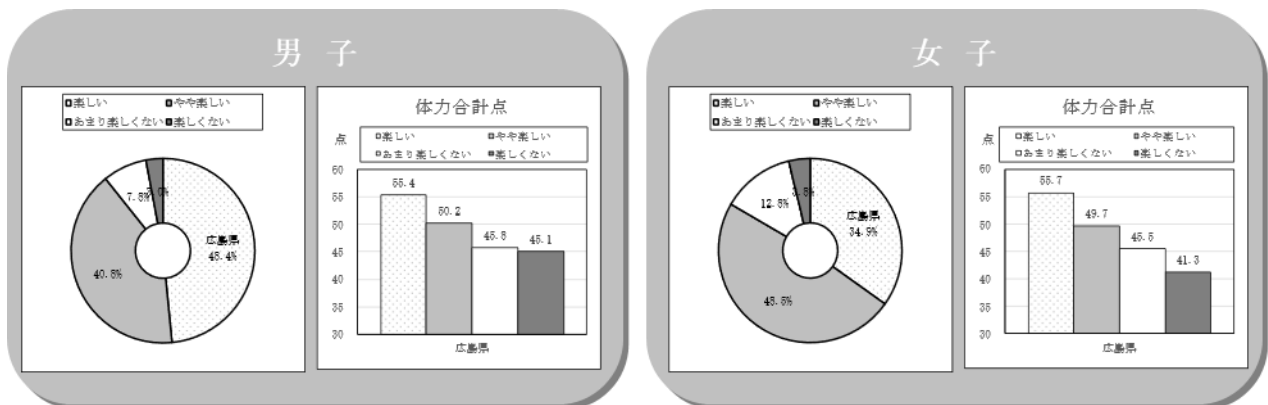 男子
楽しい
やや楽しい
あまり楽しくない
楽しくない
広島県
48.4%
40.8%
7.8%
3.0%
体力合計点
点
楽しい
やや楽しい
あまり楽しくない
楽しくない
60
55
50
45
40
35
30
55.4
50.2
45.8
45.1
広島県
女子
楽しい
やや楽しい
あまり楽しくない
楽しくない
広島県
34.9%
48.5%
12.8%
3.8%
体力合計点
点
楽しい
やや楽しい
あまり楽しくない
楽しくない
60
55
50
45
40
35
30
55.7
49.7
45.5
41.3
広島県